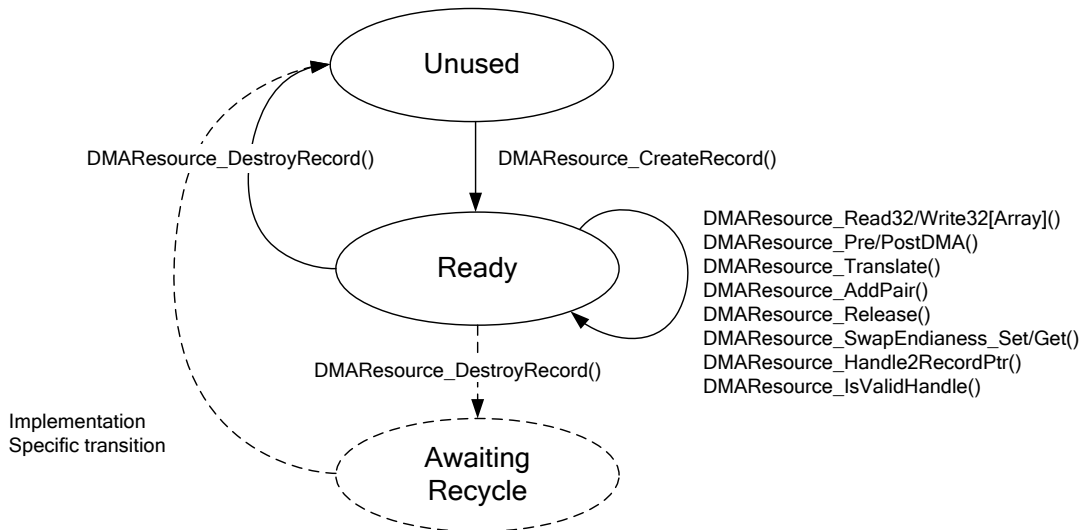 Unused
DMAResource_DestroyRecord()
DMAResource_CreateRecord()
DMAResource_Read32/Write32[Array]()
DMAResource_Pre/PostDMA()
DMAResource_Translate()
DMAResource_AddPair()
DMAResource_Release()
DMAResource_SwapEndianess_Set/Get()
DMAResource_Handle2RecordPtr()
DMAResource_IsValidHandle()
Ready
DMAResource_DestroyRecord()
Implementation
Specific transition
Awaiting
Recycle